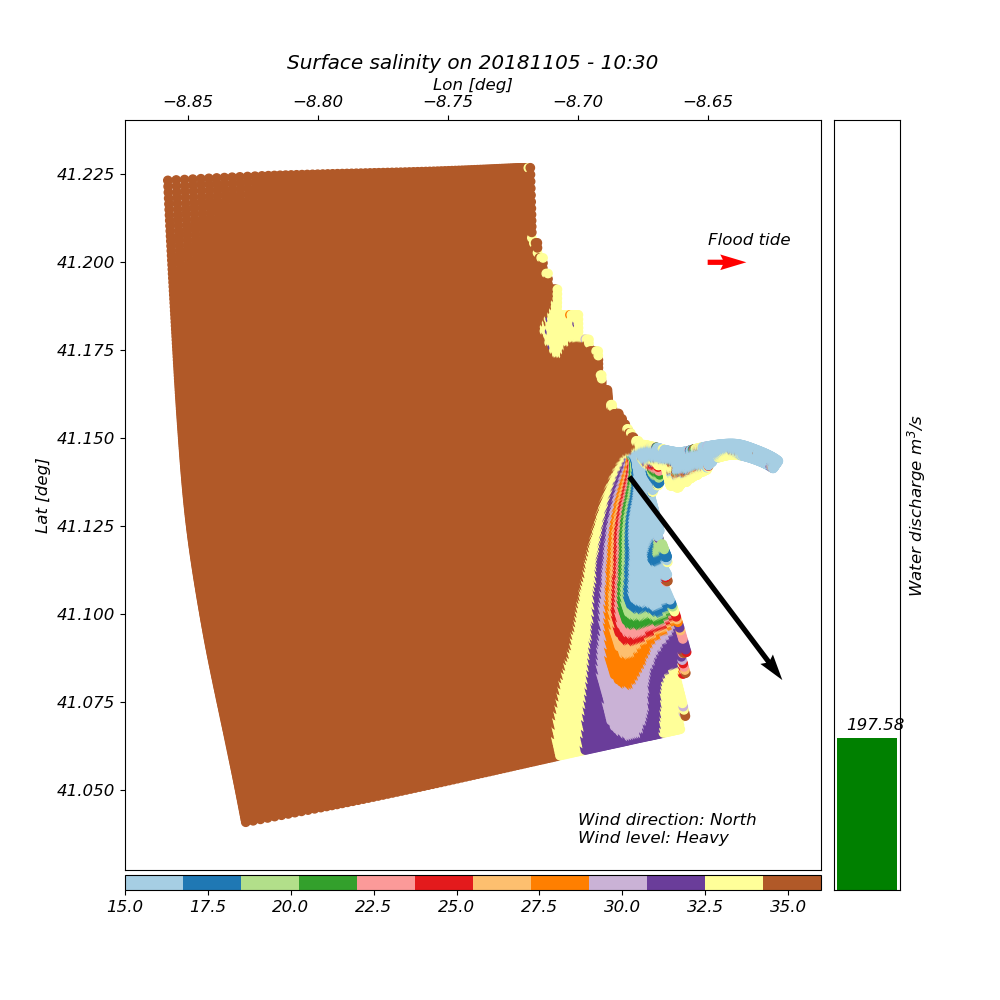 Surface salinity on 20181105 - 10:30
Lon [deg]
−8.85 −8.80 −8.75 −8.70 −8.65
41.225
41.200
41.175
41.150
41.125
41.100
41.075
41.050
Lat [deg]
Flood tide
Wind direction: North
Wind level: Heavy
15.0 17.5 20.0 22.5 25.0 27.5 30.0 32.5 35.0
197.58
Water discharge m³/s